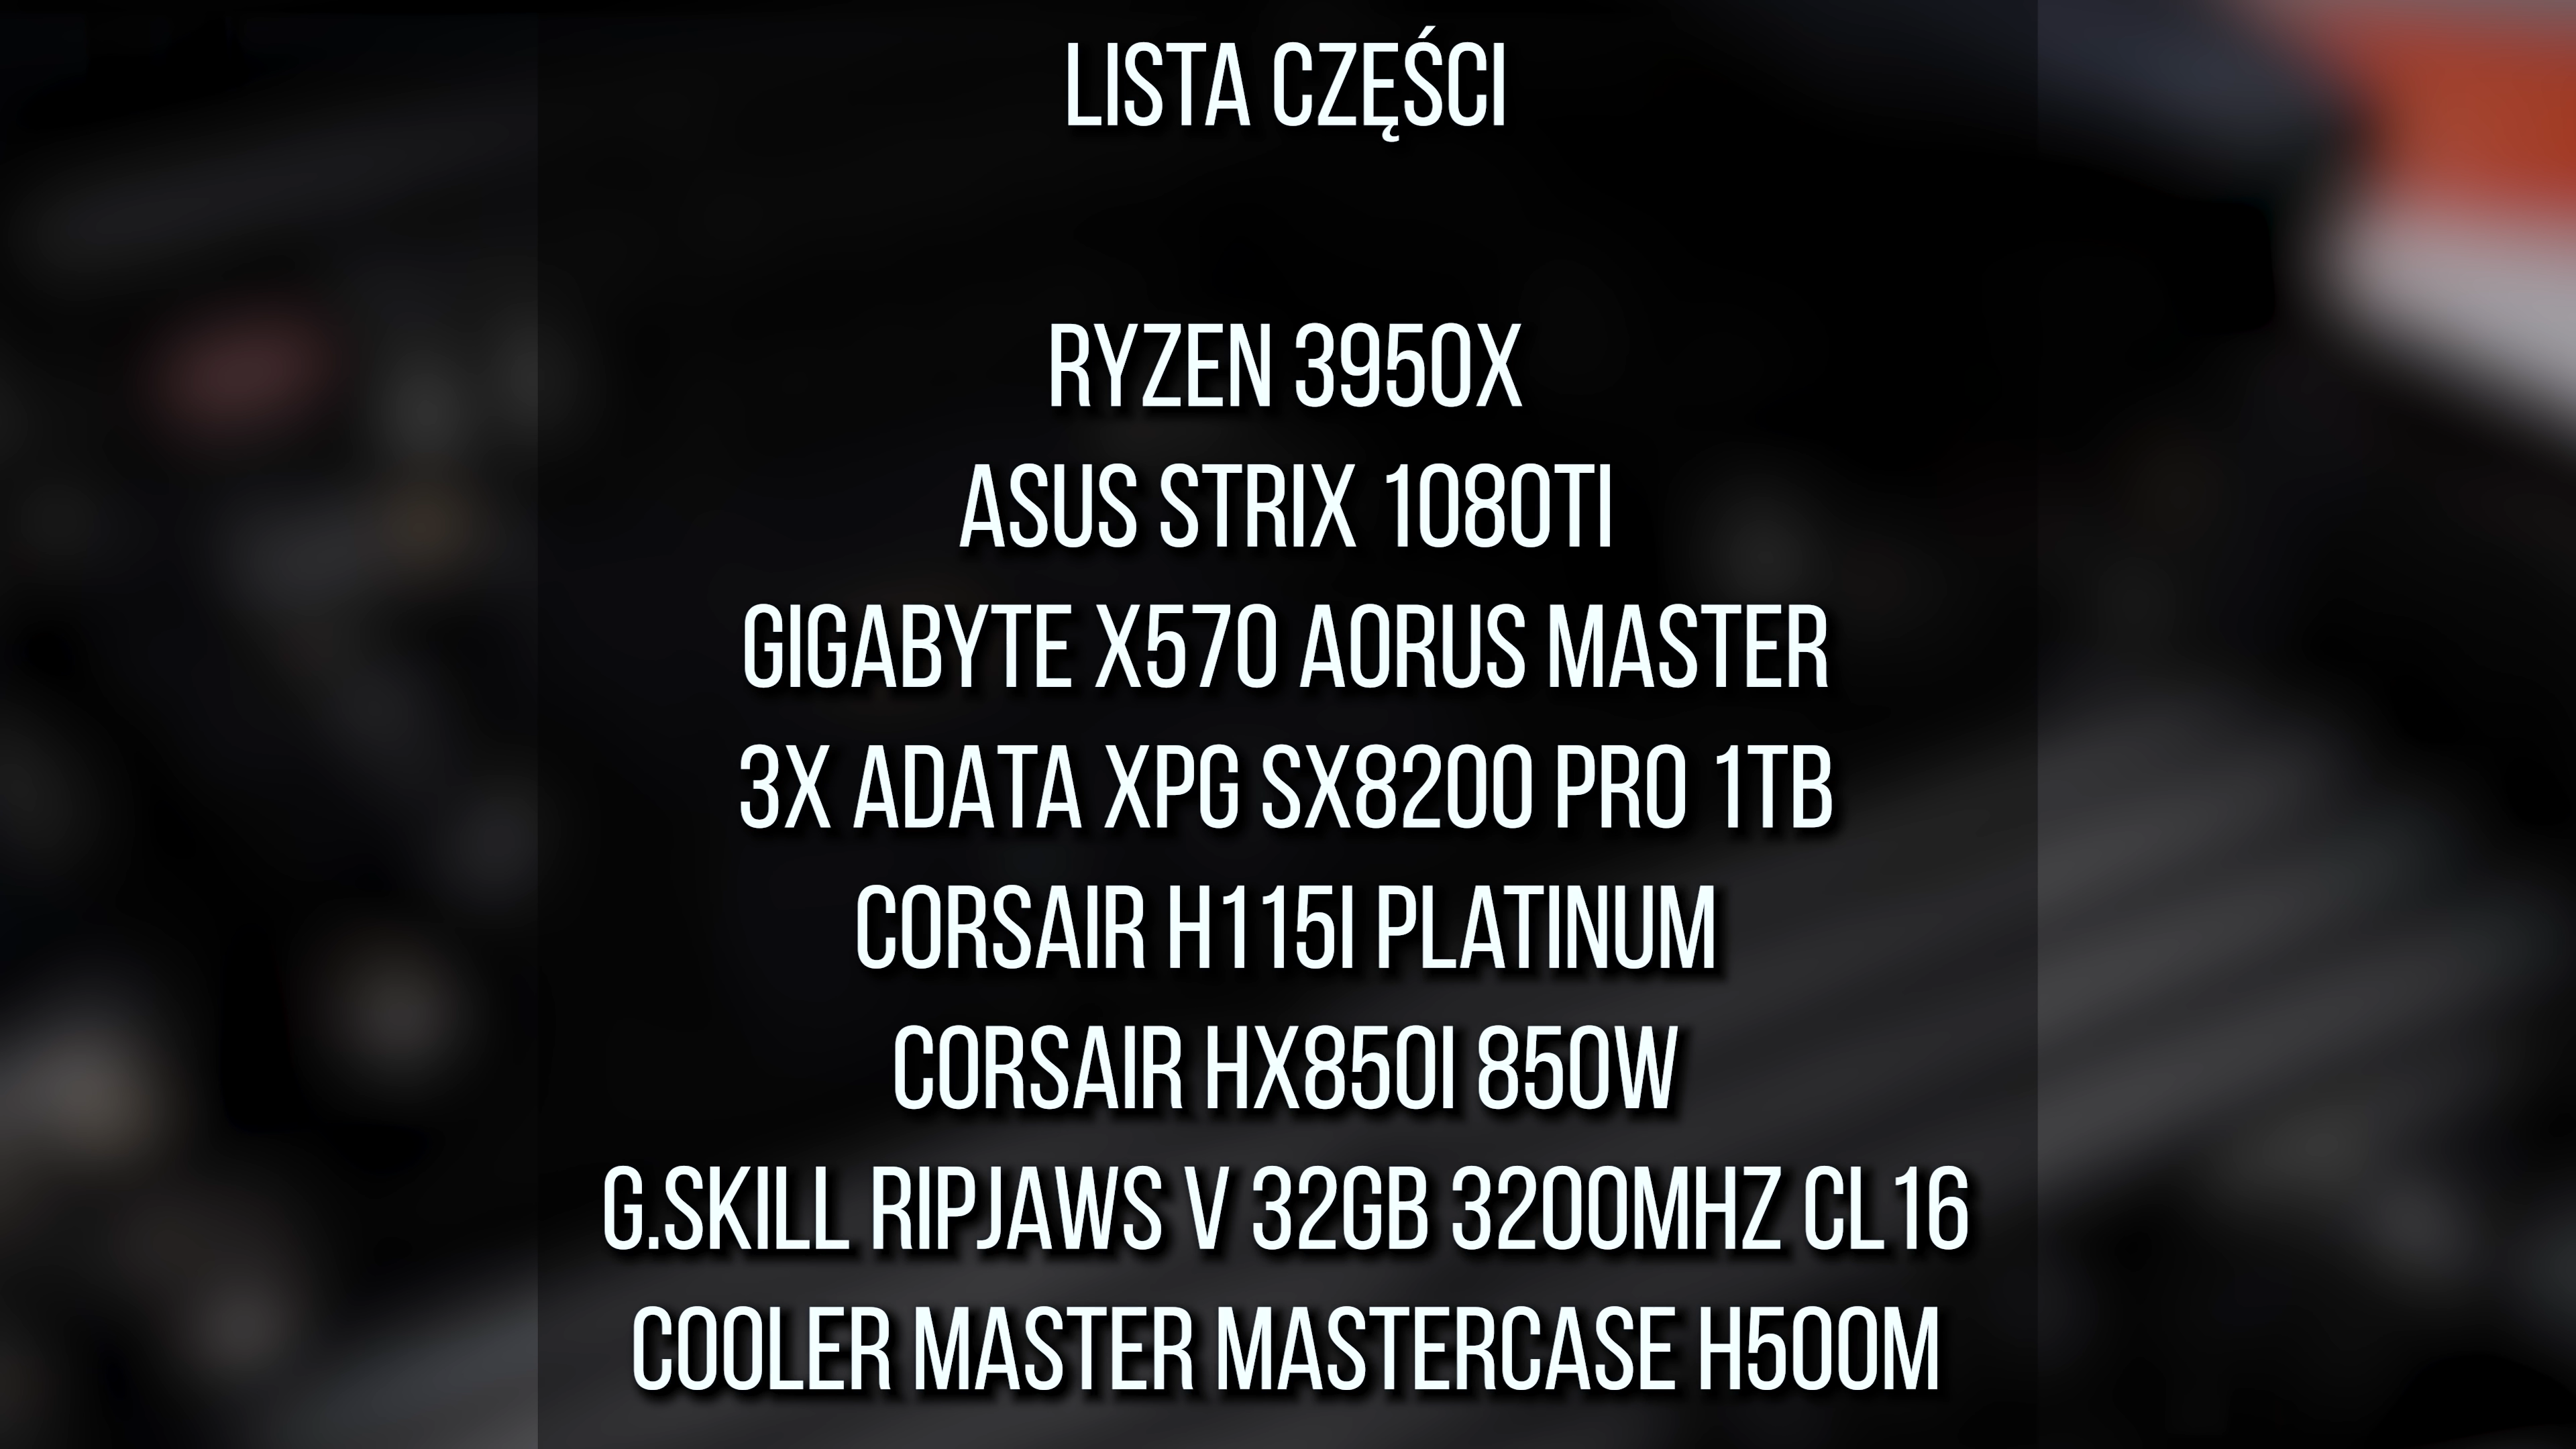 LISTA CZĘŚCI
RYZEN 3950X
ASUS STRIX 1080TI
GIGABYTE X570 AORUS MASTER
3X ADATA XPG SX8200 PRO 1TB
CORSAIR H115I PLATINUM
CORSAIR HX850I 850W
G.SKILL RIPJAWS V 32GB 3200MHZ CL16
COOLER MASTER MASTERCASE H500M